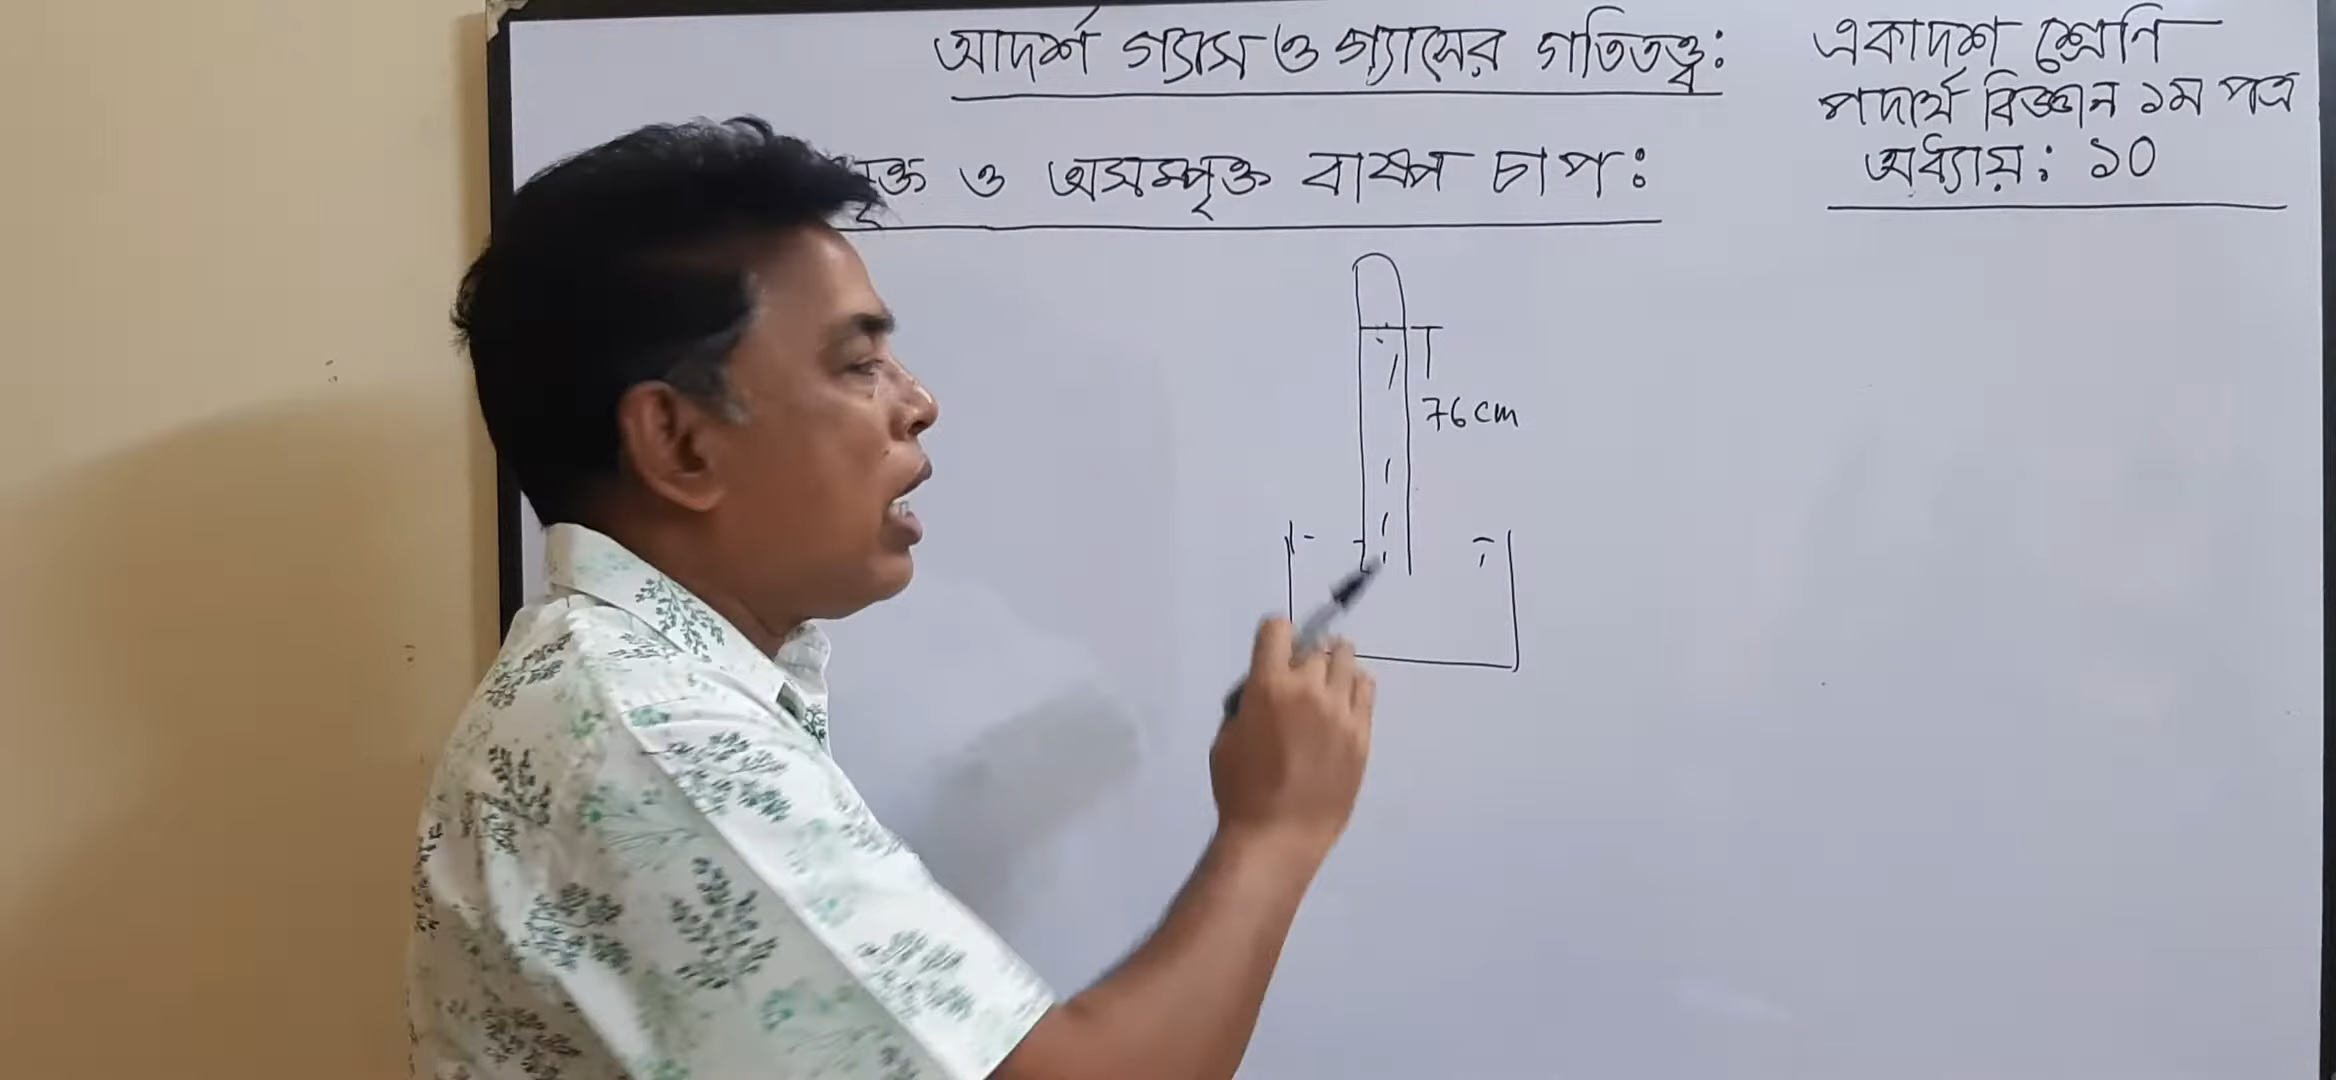 আদর্শ গ্যাস ও গ্যাসের গতিতত্ত্ব:
একাদশ শ্রেণি
পদার্থ বিজ্ঞান ১ম পত্র
অধ্যায়: ১০
ও অসম্পৃক্ত বাষ্প চাপ:
76cm